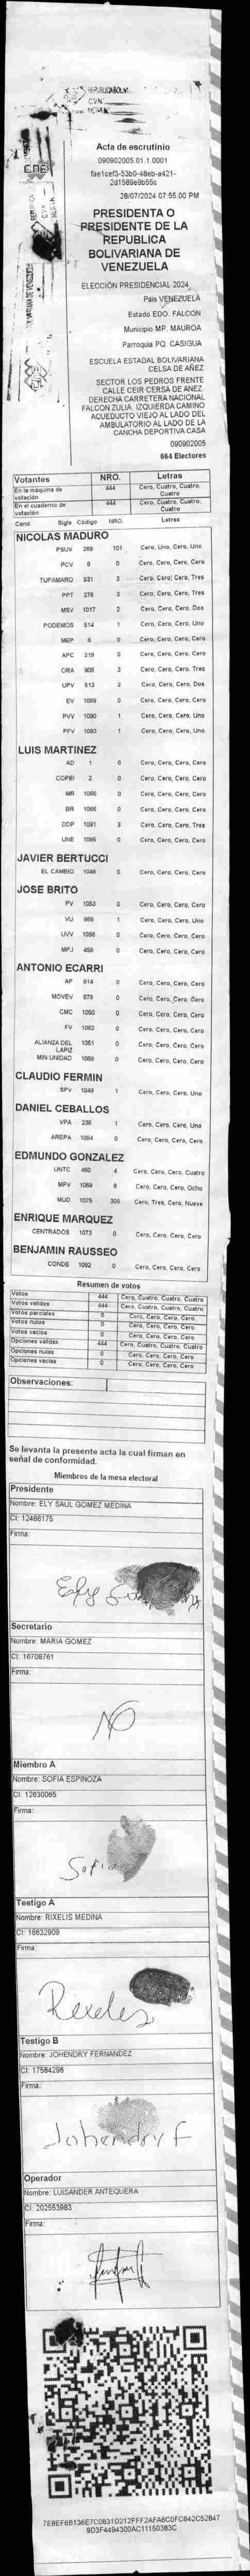 CNE
Acta de escrutinio
090902005.01.1.0001
fae1cef3-53b0-48eb-a421-
2d1589e9b55c
28/07/2024 07:55:00 PM
PRESIDENTA O
PRESIDENTE DE LA
REPUBLICA
BOLIVARIANA DE
VENEZUELA
ELECCIÓN PRESIDENCIAL 2024
Pais VENEZUELA
Estado EDO. FALCON
Municipio MP. MAUROA
Parroquia PQ. CASIGUA
ESCUELA ESTADAL BOLIVARIANA
CELSA DE AÑEZ
SECTOR LOS PEDROS FRENTE
CALLE CEIR CERSA DE ANEZ.
DERECHA CARRETERA NACIONAL
FALCON ZULIA. IZQUIERDA CAMINO
ACUEDUCTO VIEJO AL LADO DEL
AMBULATORIO AL LADO DE LA
CANCHA DEPORTIVA CASA
090902005
664 Electores
Votantes NRO. Letras
En la máquina de votación 444 Cero, Cuatro, Cuatro, Cuatro
En el cuaderno de votación 444 Cero, Cuatro, Cuatro, Cuatro
Cand Sigla Código NRO. Letras
NICOLAS MADURO
PSUV 269 101 Cero, Uno, Cero, Uno
PCV 9 0 Cero, Cero, Cero, Cero
TUPAMARO 931 3 Cero, Cero, Cero, Tres
PPT 276 3 Cero, Cero, Cero, Tres
MSV 1017 2 Cero, Cero, Cero, Dos
PODEMOS 514 1 Cero, Cero, Cero, Uno
MEP 6 0 Cero, Cero, Cero, Cero
APC 219 0 Cero, Cero, Cero, Cero
ORA 906 3 Cero, Cero, Cero, Tres
UPV 513 2 Cero, Cero, Cero, Dos
EV 1089 0 Cero, Cero, Cero, Cero
PVV 1090 1 Cero, Cero, Cero, Uno
PFV 1093 1 Cero, Cero, Cero, Uno
LUIS MARTINEZ
AD 1 0 Cero, Cero, Cero, Cero
COPEI 2 0 Cero, Cero, Cero, Cero
MR 1065 0 Cero, Cero, Cero, Cero
BR 1066 0 Cero, Cero, Cero, Cero
DDP 1091 3 Cero, Cero, Cero, Tres
UNE 1095 0 Cero, Cero, Cero, Cero
JAVIER BERTUCCI
EL CAMBIO 1048 0 Cero, Cero, Cero, Cero
JOSE BRITO
PV 1053 0 Cero, Cero, Cero, Cero
VU 968 1 Cero, Cero, Cero, Uno
UVV 1056 0 Cero, Cero, Cero, Cero
MPJ 456 0 Cero, Cero, Cero, Cero
ANTONIO ECARRI
AP 814 0 Cero, Cero, Cero, Cero
MOVEV 979 0 Cero, Cero, Cero, Cero
CMC 1050 0 Cero, Cero, Cero, Cero
FV 1062 0 Cero, Cero, Cero, Cero
ALIANZA DEL LAPIZ 1051 0 Cero, Cero, Cero, Cero
MIN UNIDAD 1068 0 Cero, Cero, Cero, Cero
CLAUDIO FERMIN
SPV 1049 1 Cero, Cero, Cero, Uno
DANIEL CEBALLOS
VPA 236 1 Cero, Cero, Cero, Uno
AREPA 1094 0 Cero, Cero, Cero, Cero
EDMUNDO GONZALEZ
UNTC 460 4 Cero, Cero, Cero, Cuatro
MPV 1069 8 Cero, Cero, Cero, Ocho
MUD 1075 309 Cero, Tres, Cero, Nueve
ENRIQUE MARQUEZ
CENTRADOS 1073 0 Cero, Cero, Cero, Cero
BENJAMIN RAUSSEO
CONDE 1092 0 Cero, Cero, Cero, Cero
Resumen de votos
Votos 444 Cero, Cuatro, Cuatro, Cuatro
Votos validos 444 Cero, Cuatro, Cuatro, Cuatro
Votos parciales 0 Cero, Cero, Cero, Cero
Votos nulos 0 Cero, Cero, Cero, Cero
Votos vacios 0 Cero, Cero, Cero, Cero
Opciones validas 444 Cero, Cuatro, Cuatro, Cuatro
Opciones nulas 0 Cero, Cero, Cero, Cero
Opciones vacias 0 Cero, Cero, Cero, Cero
Observaciones:
Se levanta la presente acta la cual firman en
señal de conformidad.
Miembros de la mesa electoral
Presidente
Nombre: ELY SAUL GOMEZ MEDINA
CI: 12466175
Firma:
Secretario
Nombre: MARIA GOMEZ
CI: 16708761
Firma:
Miembro A
Nombre: SOFIA ESPINOZA
CI: 12630065
Firma:
Sofia
Testigo A
Nombre: RIXELIS MEDINA
CI: 16632909
Firma:
Rixelis
Testigo B
Nombre: JOHENDRY FERNANDEZ
CI: 17584296
Firma:
Johendry F
Operador
Nombre: LUISANDER ANTEQUERA
CI: 202553983
Firma:
7E8EF6B136E7C0831D212FFF2AFA6C0FC842C52847
9D3F4494300AC11150383C